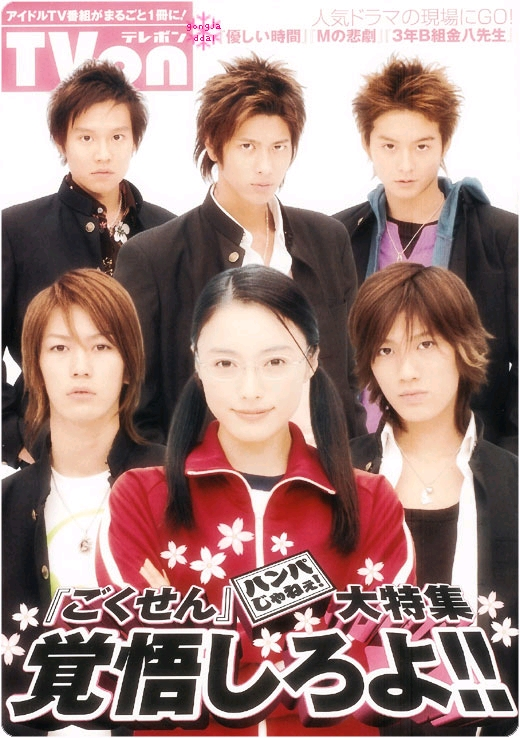 アイドルTV番組がまるごと1冊に!
テレポン
TVon
gongJa
ddal
人気ドラマの現場にGO!
『優しい時間』『Mの悲劇』『3年B組金八先生』
『ごくせん』
ハンパ
じゃねえ!
大特集
覚悟しろよ!!